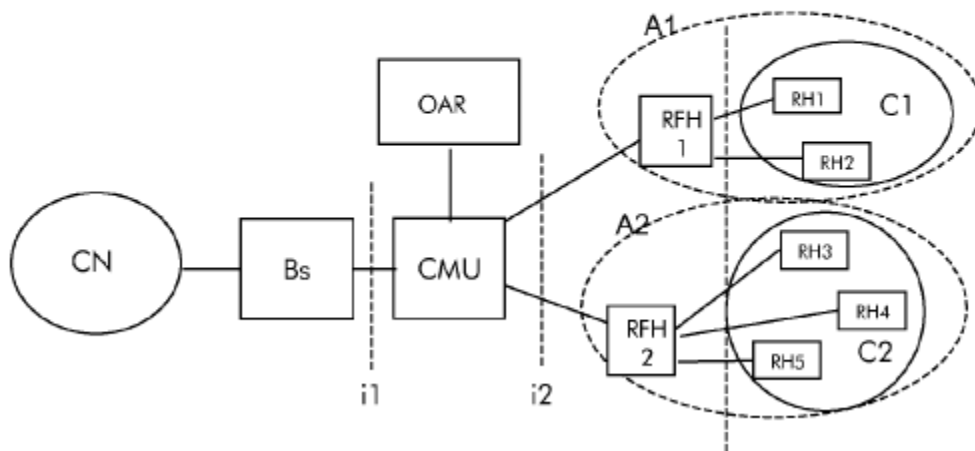 A1
OAR
RFH
1
RH1
C1
RH2
CN
Bs
CMU
A2
RH3
RFH
2
RH4
C2
RH5
i1
i2